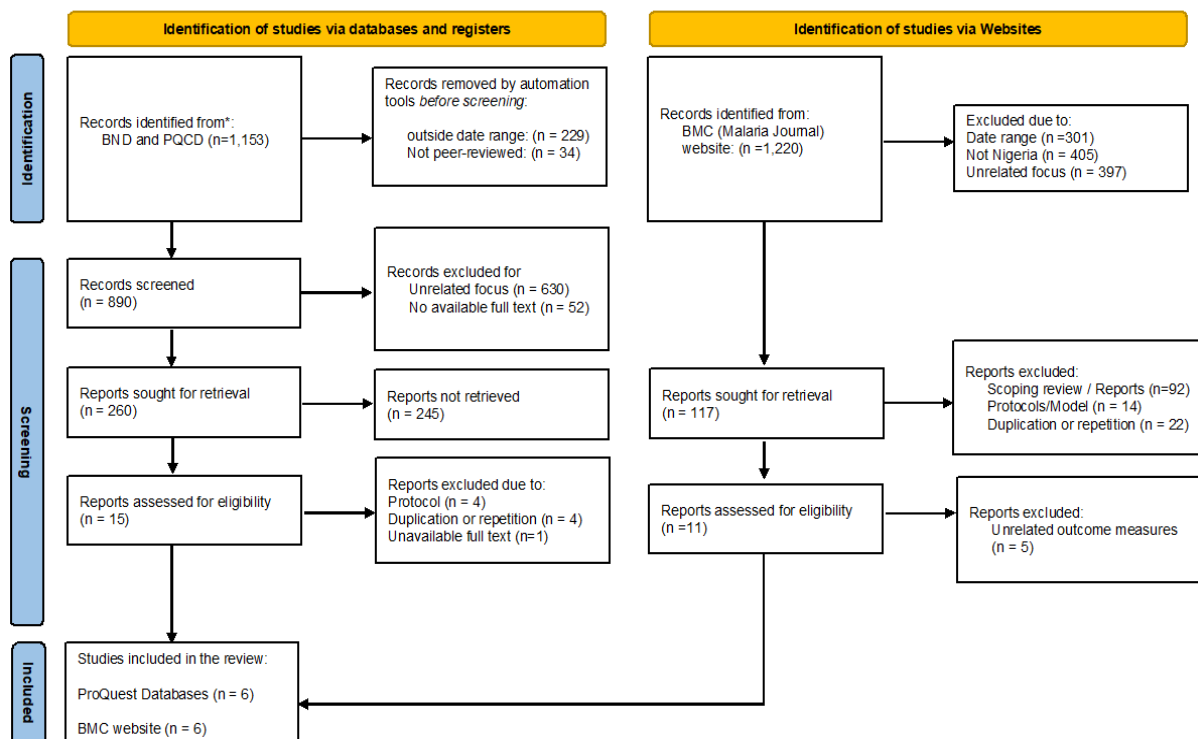 Identification of studies via databases and registers
Identification of studies via Websites
Identification
Records identified from*:
BND and PQCD (n=1,153)
Records removed by automation
tools before screening:
outside date range: (n = 229)
Not peer-reviewed: (n = 34)
Records identified from:
BMC (Malaria Journal)
website: (n =1,220)
Excluded due to:
Date range (n =301)
Not Nigeria (n = 405)
Unrelated focus (n = 397)
Screening
Records screened
(n = 890)
Records excluded for
Unrelated focus (n = 630)
No available full text (n = 52)
Reports sought for retrieval
(n = 260)
Reports not retrieved
(n = 245)
Reports sought for retrieval
(n = 117)
Reports excluded:
Scoping review / Reports (n=92)
Protocols/Model (n = 14)
Duplication or repetition (n = 22)
Reports assessed for eligibility
(n = 15)
Reports excluded due to:
Protocol (n = 4)
Duplication or repetition (n = 4)
Unavailable full text (n=1)
Reports assessed for eligibility
(n =11)
Reports excluded:
Unrelated outcome measures
(n = 5)
Included
Studies included in the review:
ProQuest Databases (n = 6)
BMC website (n = 6)